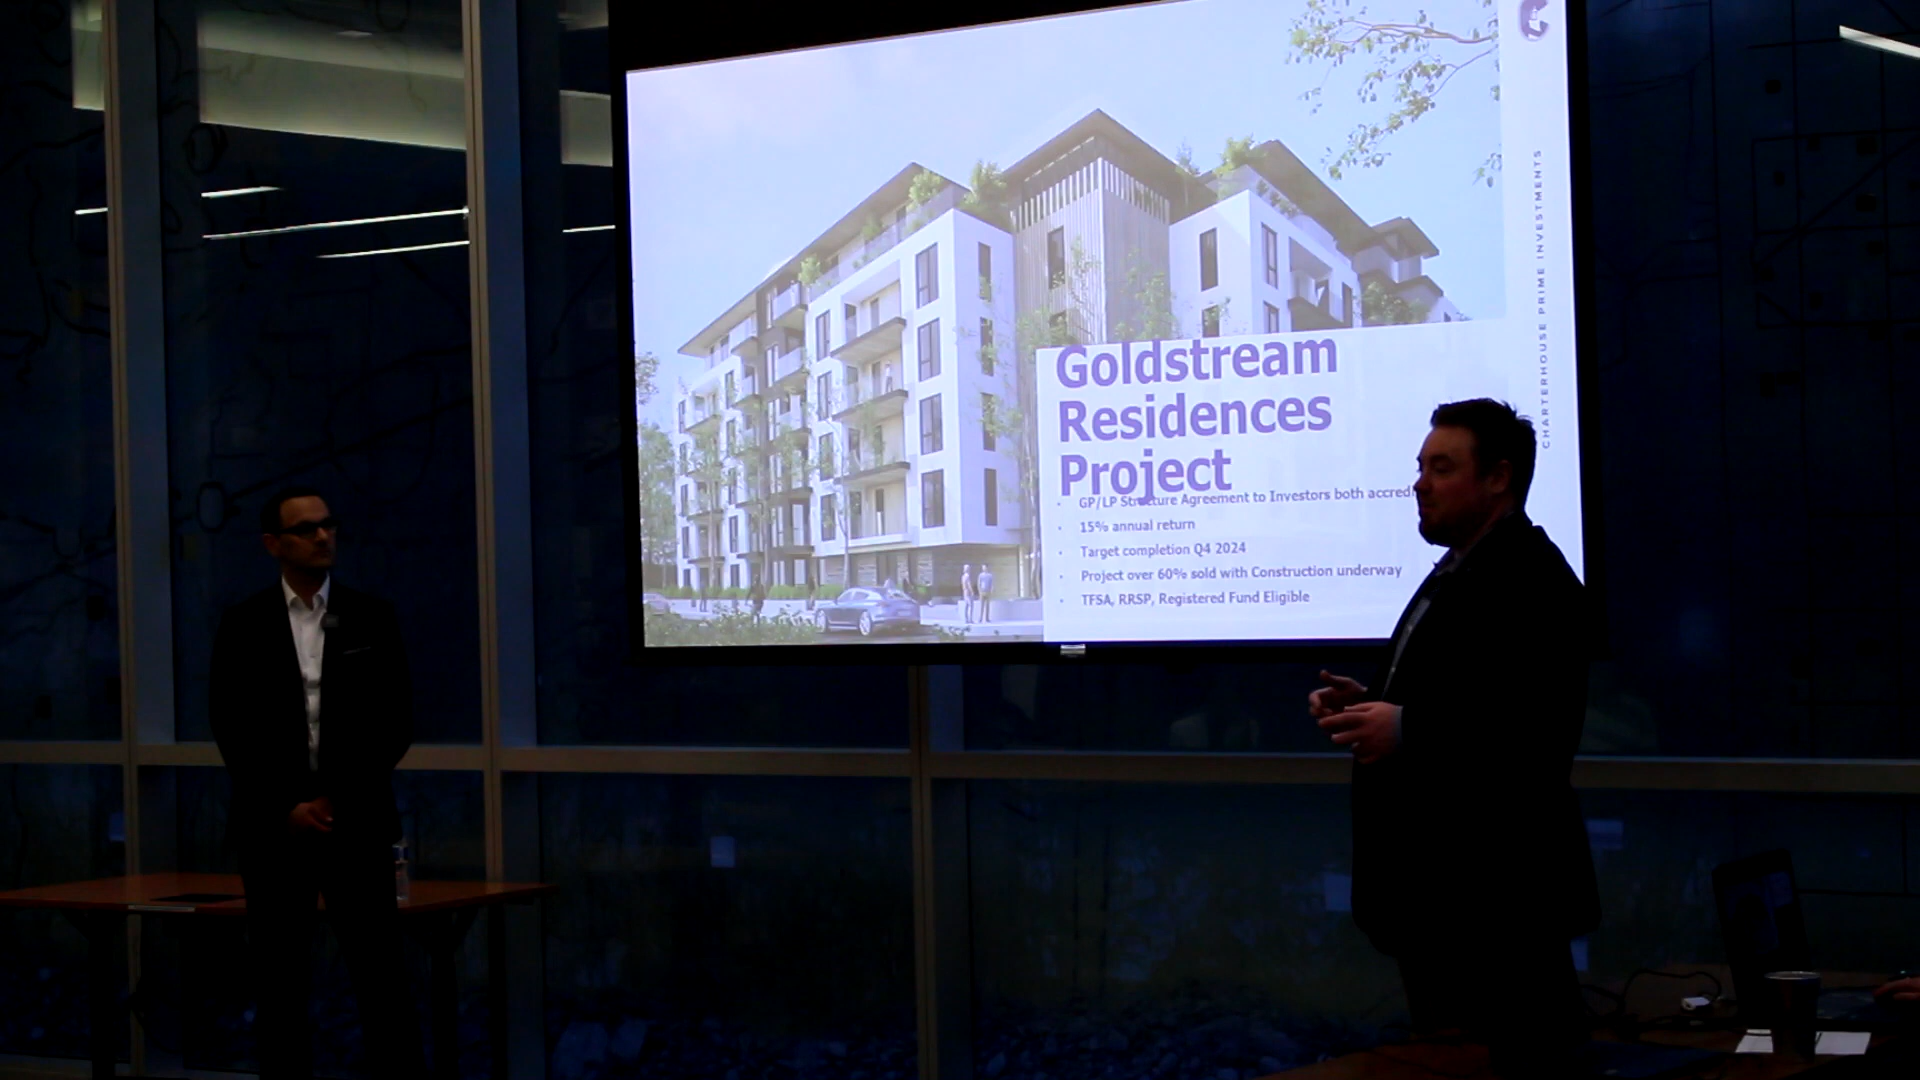 Goldstream
Residences
Project
GP/LP Structure Agreement to Investors both
15% annual return
Target completion Q4 2024
Project over 60% sold with Construction underway
TFSA, RRSP, Registered Fund Eligible
CHARTERHOUSE PRIME INVESTMENTS